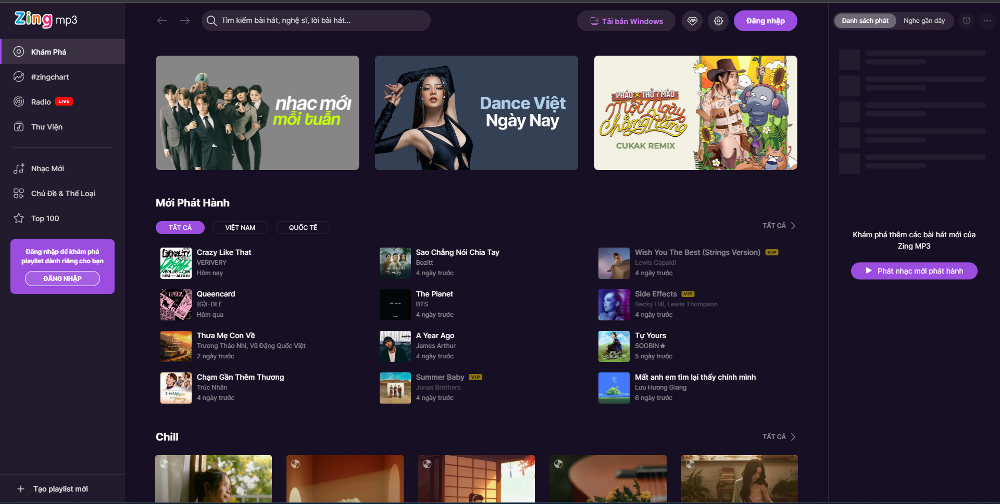 Zing mp3
Khám Phá
#zingchart
Radio LIVE
Thư Viện
Nhạc Mới
Chủ Đề & Thể Loại
Top 100
Đăng nhập để khám phá
playlist dành riêng cho bạn
ĐĂNG NHẬP
Tạo playlist mới
Tìm kiếm bài hát, nghệ sĩ, lời bài hát...
Tải bản Windows
VIP
Đăng nhập
nhạc mới
mỗi tuần
Dance Việt
Ngày Nay
PHÁO × THỎ 7 MÀU
Một Ngày
Chẳng Nắng
CUKAK REMIX
Mới Phát Hành
TẤT CẢ
VIỆT NAM
QUỐC TẾ
TẤT CẢ
Crazy Like That
VERIVERY
Hôm nay
Queencard
(G)I-DLE
Hôm qua
Thưa Mẹ Con Về
Trương Thảo Nhi, Vũ Đặng Quốc Việt
2 ngày trước
Chạm Gần Thêm Thương
Trúc Nhân
4 ngày trước
Sao Chẳng Nói Chia Tay
Bozitt
4 ngày trước
The Planet
BTS
4 ngày trước
A Year Ago
James Arthur
4 ngày trước
Summer Baby VIP
Jonas Brothers
4 ngày trước
Wish You The Best (Strings Version) VIP
Lewis Capaldi
4 ngày trước
Side Effects VIP
Becky Hill, Lewis Thompson
4 ngày trước
Tự Yours
SOOBIN★
5 ngày trước
Mất anh em tìm lại thấy chính mình
Lưu Hương Giang
6 ngày trước
Chill
TẤT CẢ
Danh sách phát
Nghe gần đây
Khám phá thêm các bài hát mới của
Zing MP3
Phát nhạc mới phát hành